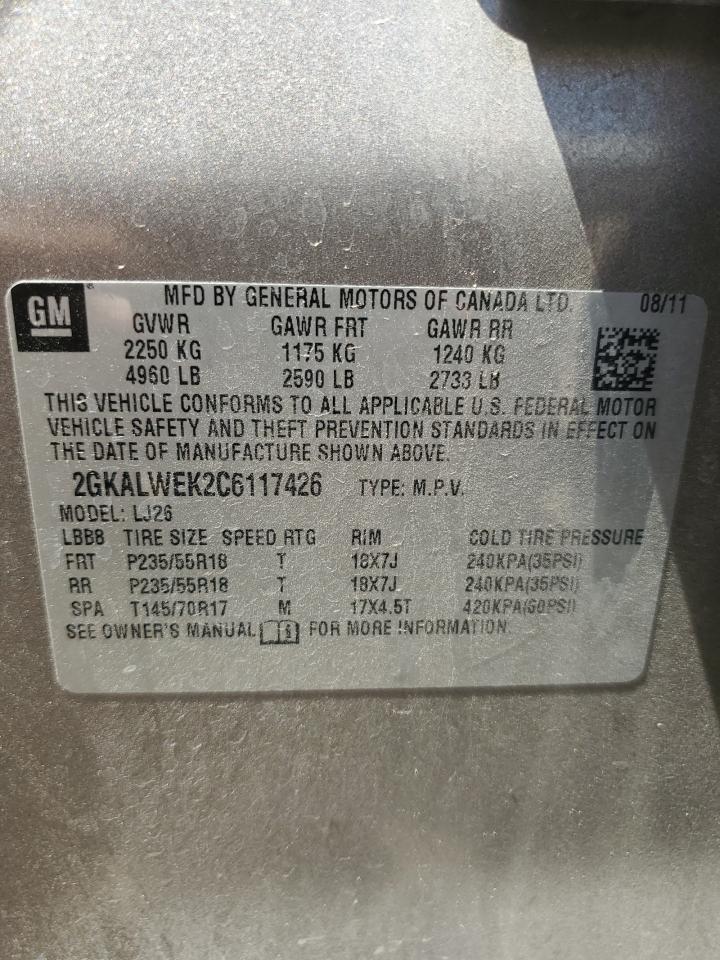 GM
MFD BY GENERAL MOTORS OF CANADA LTD. 08/11
GVWR GAWR FRT GAWR RR
2250 KG 1175 KG 1240 KG
4960 LB 2590 LB 2733 LB
THIS VEHICLE CONFORMS TO ALL APPLICABLE U.S. FEDERAL MOTOR
VEHICLE SAFETY AND THEFT PREVENTION STANDARDS IN EFFECT ON
THE DATE OF MANUFACTURE SHOWN ABOVE.
2GKALWEK2C6117426 TYPE: M.P.V.
MODEL: LJ26
LBB8 TIRE SIZE SPEED RTG RIM COLD TIRE PRESSURE
FRT P235/55R18 T 18X7J 240KPA(35PSI)
RR P235/55R18 T 18X7J 240KPA(35PSI)
SPA T145/70R17 M 17X4.5T 420KPA(60PSI)
SEE OWNER'S MANUAL FOR MORE INFORMATION.